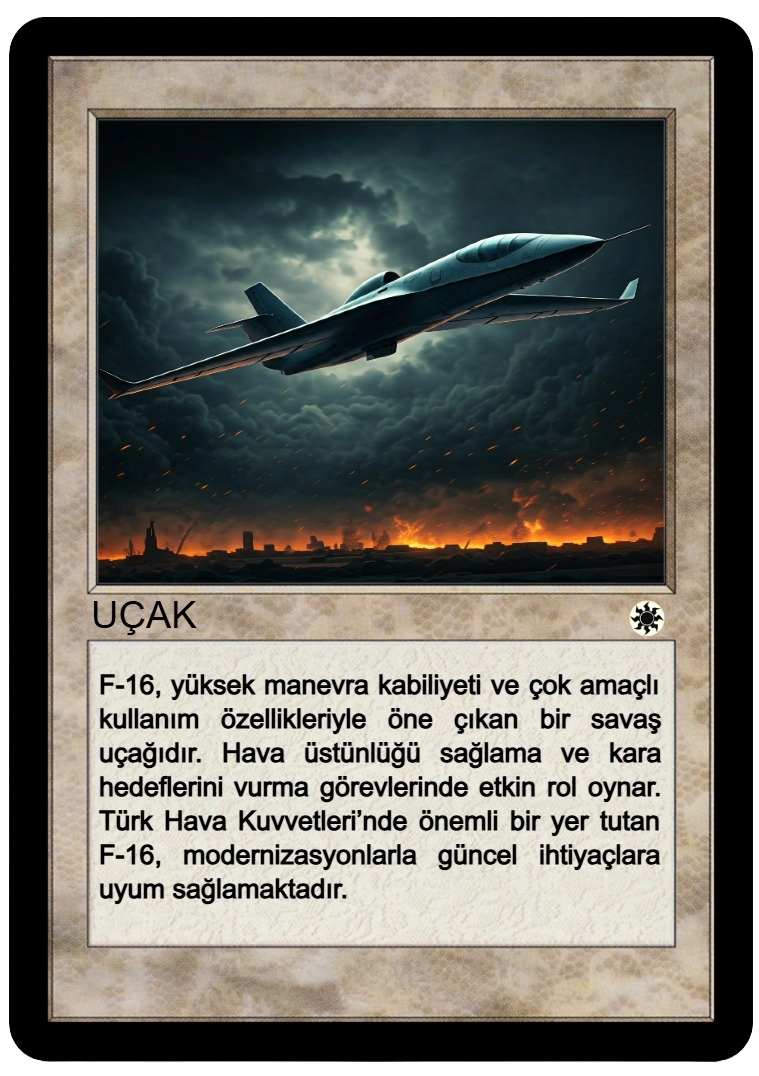 UÇAK
F-16, yüksek manevra kabiliyeti ve çok amaçlı
kullanım özellikleriyle öne çıkan bir savaş
uçağıdır. Hava üstünlüğü sağlama ve kara
hedeflerini vurma görevlerinde etkin rol oynar.
Türk Hava Kuvvetleri’nde önemli bir yer tutan
F-16, modernizasyonlarla güncel ihtiyaçlara
uyum sağlamaktadır.